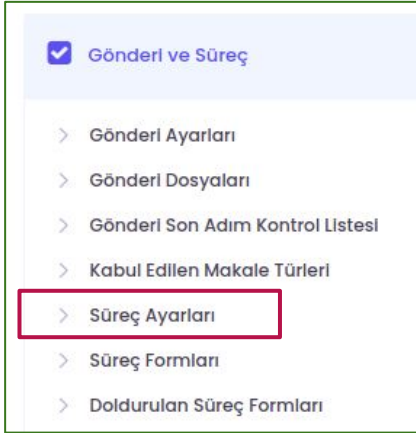 Gönderi ve Süreç
Gönderi Ayarları
Gönderi Dosyaları
Gönderi Son Adım Kontrol Listesi
Kabul Edilen Makale Türleri
Süreç Ayarları
Süreç Formları
Doldurulan Süreç Formları